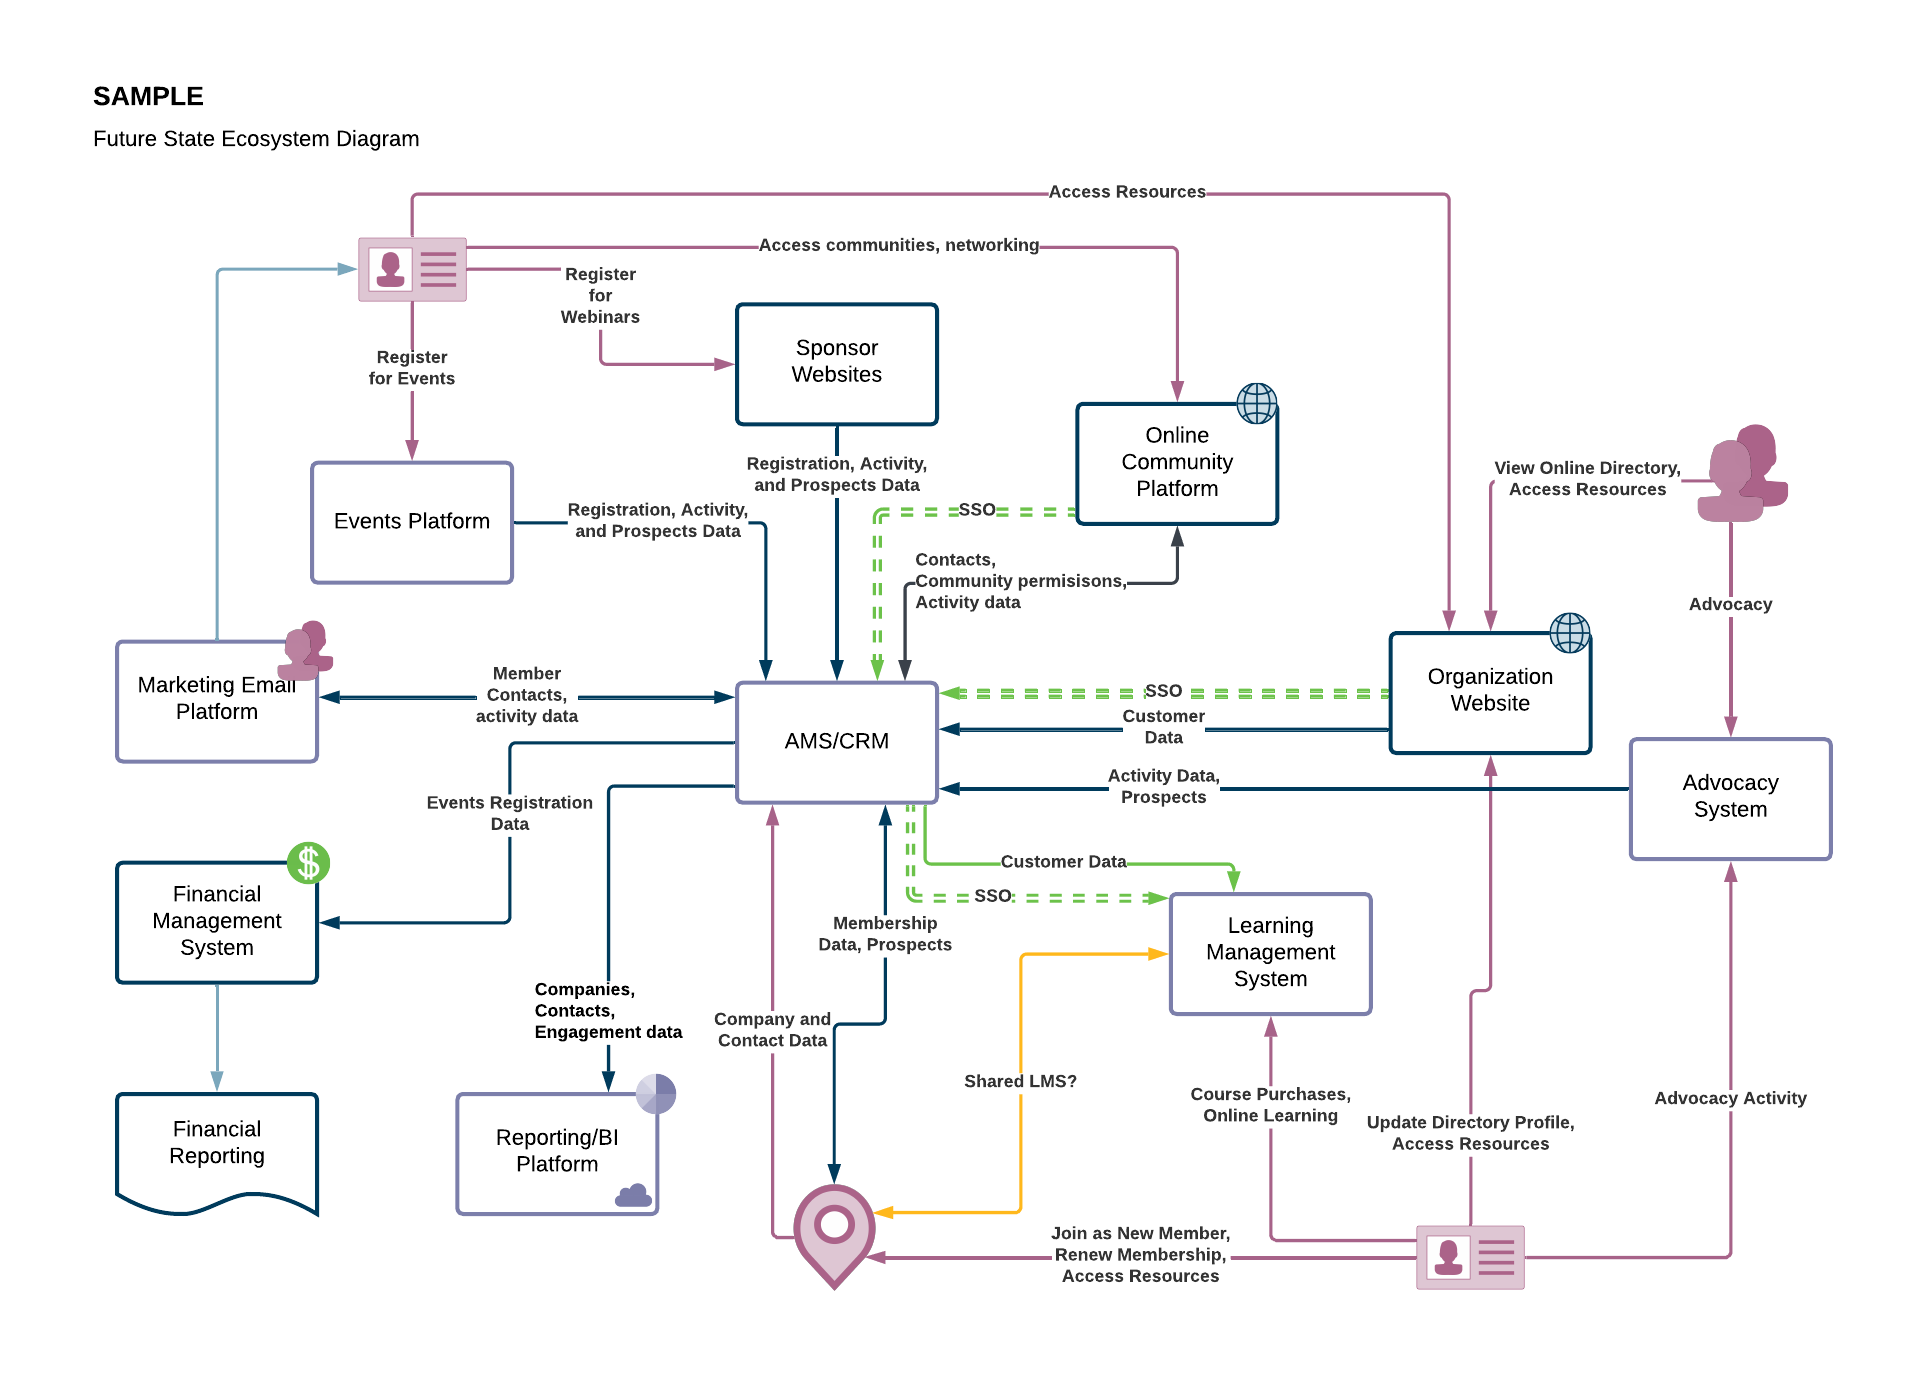 SAMPLE
Future State Ecosystem Diagram
Access Resources
Access communities, networking
Register
for
Webinars
Register
for Events
Sponsor
Websites
Online
Community
Platform
View Online Directory,
Access Resources
Registration, Activity,
and Prospects Data
Events Platform
Registration, Activity,
and Prospects Data
SSO
Contacts,
Community permisisons,
Activity data
Advocacy
Marketing Email
Platform
Member
Contacts,
activity data
AMS/CRM
SSO
Customer
Data
Organization
Website
Activity Data,
Prospects
Advocacy
System
Events Registration
Data
Financial
Management
System
Customer Data
SSO
Membership
Data, Prospects
Learning
Management
System
Companies,
Contacts,
Engagement data
Company and
Contact Data
Shared LMS?
Course Purchases,
Online Learning
Update Directory Profile,
Access Resources
Advocacy Activity
Financial
Reporting
Reporting/BI
Platform
Join as New Member,
Renew Membership,
Access Resources